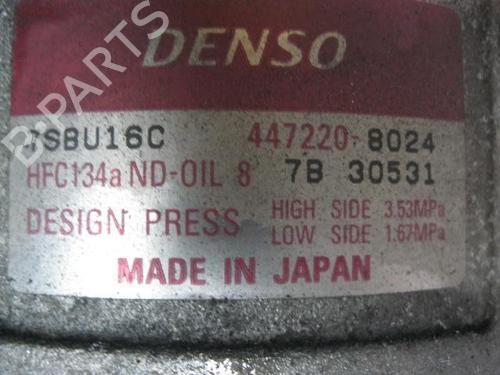 DENSO
7SBU16C 447220-8024
HFC134a ND-OIL 8 7B 30531
DESIGN PRESS HIGH SIDE 3.53MPa
LOW SIDE 1.67MPa
MADE IN JAPAN
B-PARTS